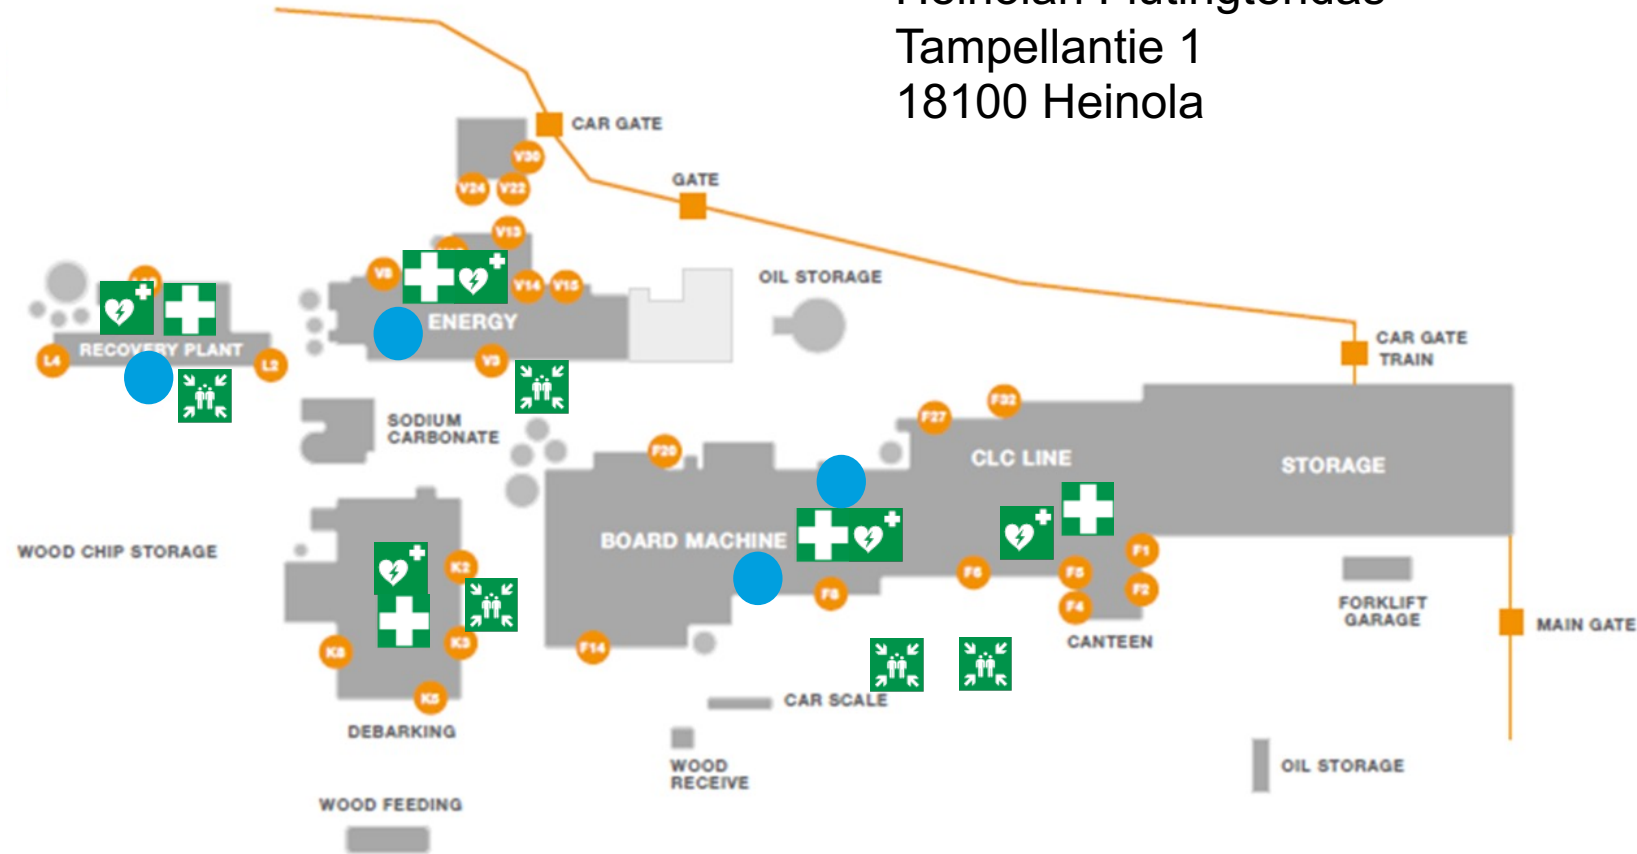 Tampellantie 1
18100 Heinola
CAR GATE
V30
V24
V22
GATE
V13
V8
V14
V15
OIL STORAGE
ENERGY
RECOVERY PLANT
L4
L2
V3
CAR GATE
TRAIN
SODIUM
CARBONATE
F32
F27
F20
CLC LINE
STORAGE
WOOD CHIP STORAGE
BOARD MACHINE
K2
F1
F6
F5
F2
F8
F4
FORKLIFT
GARAGE
MAIN GATE
K3
K8
F14
CANTEEN
K5
CAR SCALE
DEBARKING
WOOD
RECEIVE
OIL STORAGE
WOOD FEEDING